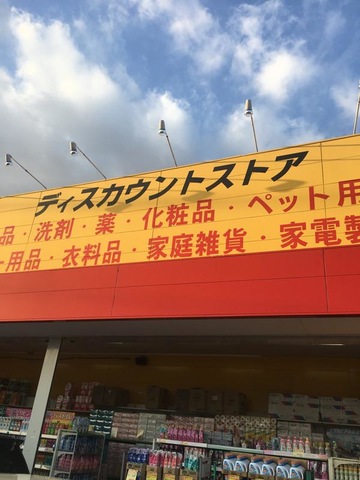 ディスカウントストア
品・洗剤・薬・化粧品・ペット用
用品・衣料品・家庭雑貨・家電製